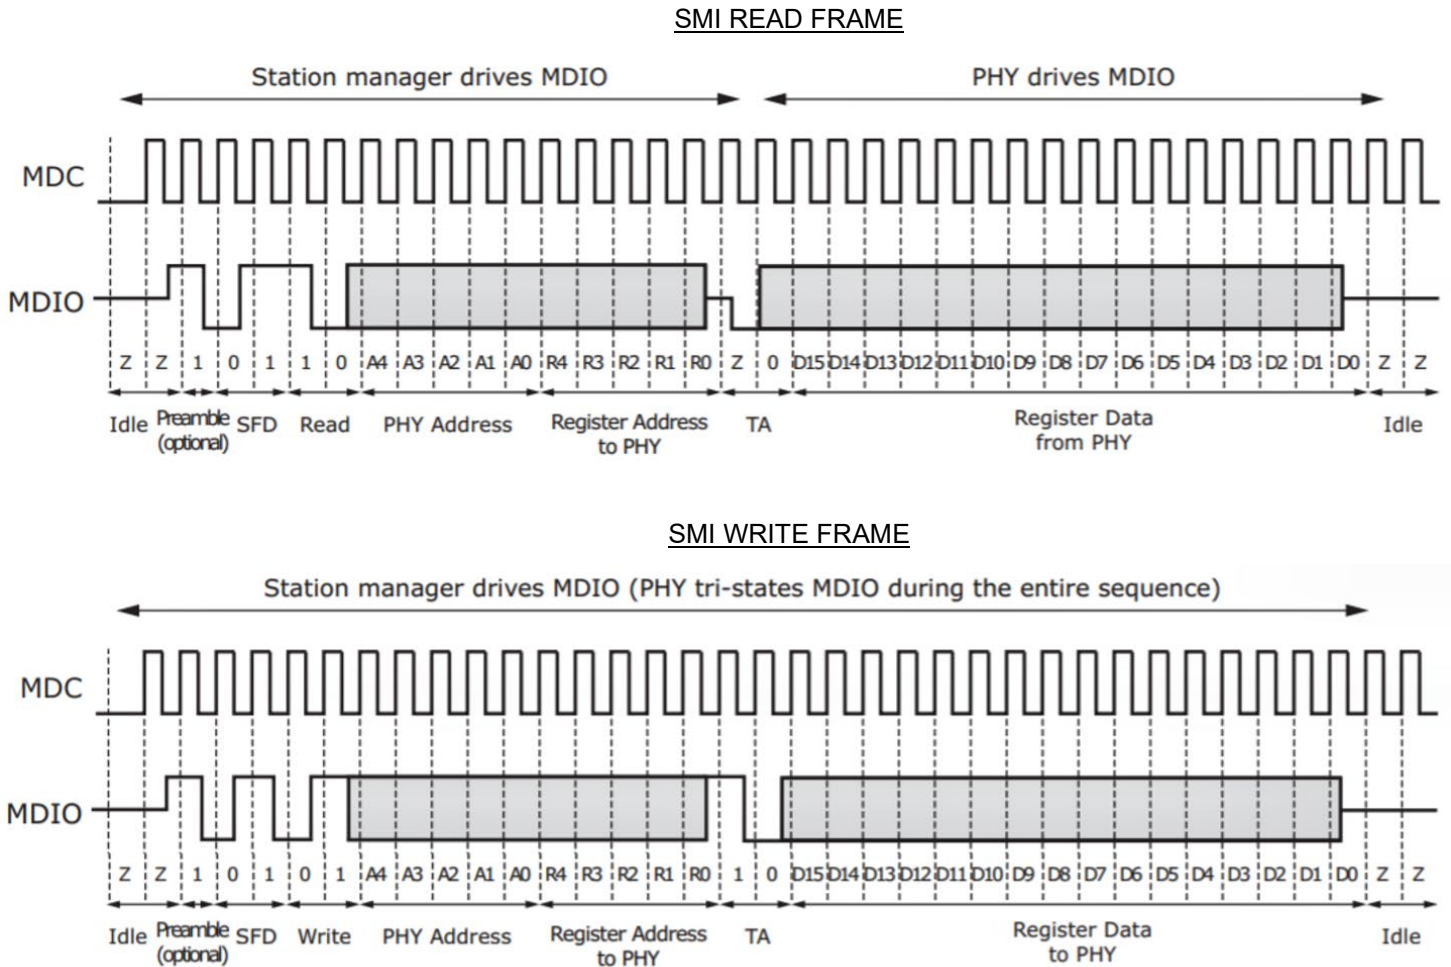 SMI READ FRAME
Station manager drives MDIO PHY drives MDIO
MDC
MDIO
Z Z 1 0 1 1 0 A4 A3 A2 A1 A0 R4 R3 R2 R1 R0 Z 0 D15 D14 D13 D12 D11 D10 D9 D8 D7 D6 D5 D4 D3 D2 D1 D0 Z Z
Idle Preamble SFD Read PHY Address Register Address TA Register Data Idle
(optional) to PHY from PHY
SMI WRITE FRAME
Station manager drives MDIO (PHY tri-states MDIO during the entire sequence)
MDC
MDIO
Z Z 1 0 1 0 1 A4 A3 A2 A1 A0 R4 R3 R2 R1 R0 1 0 D15 D14 D13 D12 D11 D10 D9 D8 D7 D6 D5 D4 D3 D2 D1 D0 Z Z
Idle Preamble SFD Write PHY Address Register Address TA Register Data Idle
(optional) to PHY to PHY